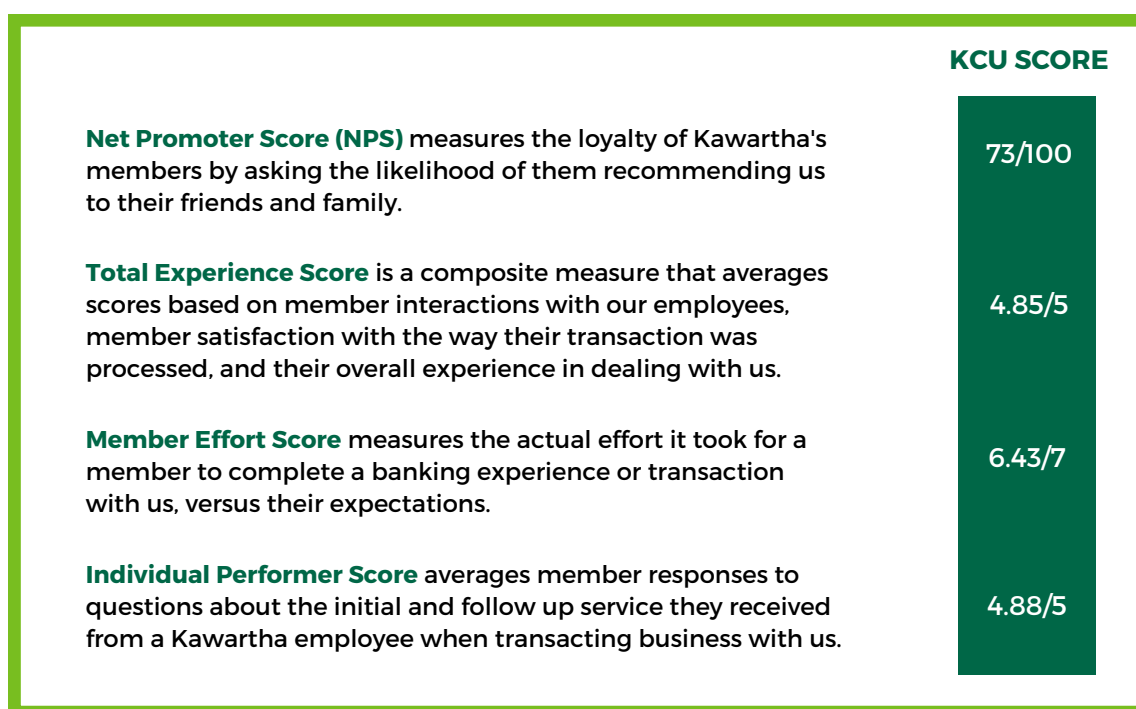 KCU SCORE
Net Promoter Score (NPS) measures the loyalty of Kawartha's
members by asking the likelihood of them recommending us
to their friends and family.
73/100
Total Experience Score is a composite measure that averages
scores based on member interactions with our employees,
member satisfaction with the way their transaction was
processed, and their overall experience in dealing with us.
4.85/5
Member Effort Score measures the actual effort it took for a
member to complete a banking experience or transaction
with us, versus their expectations.
6.43/7
Individual Performer Score averages member responses to
questions about the initial and follow up service they received
from a Kawartha employee when transacting business with us.
4.88/5